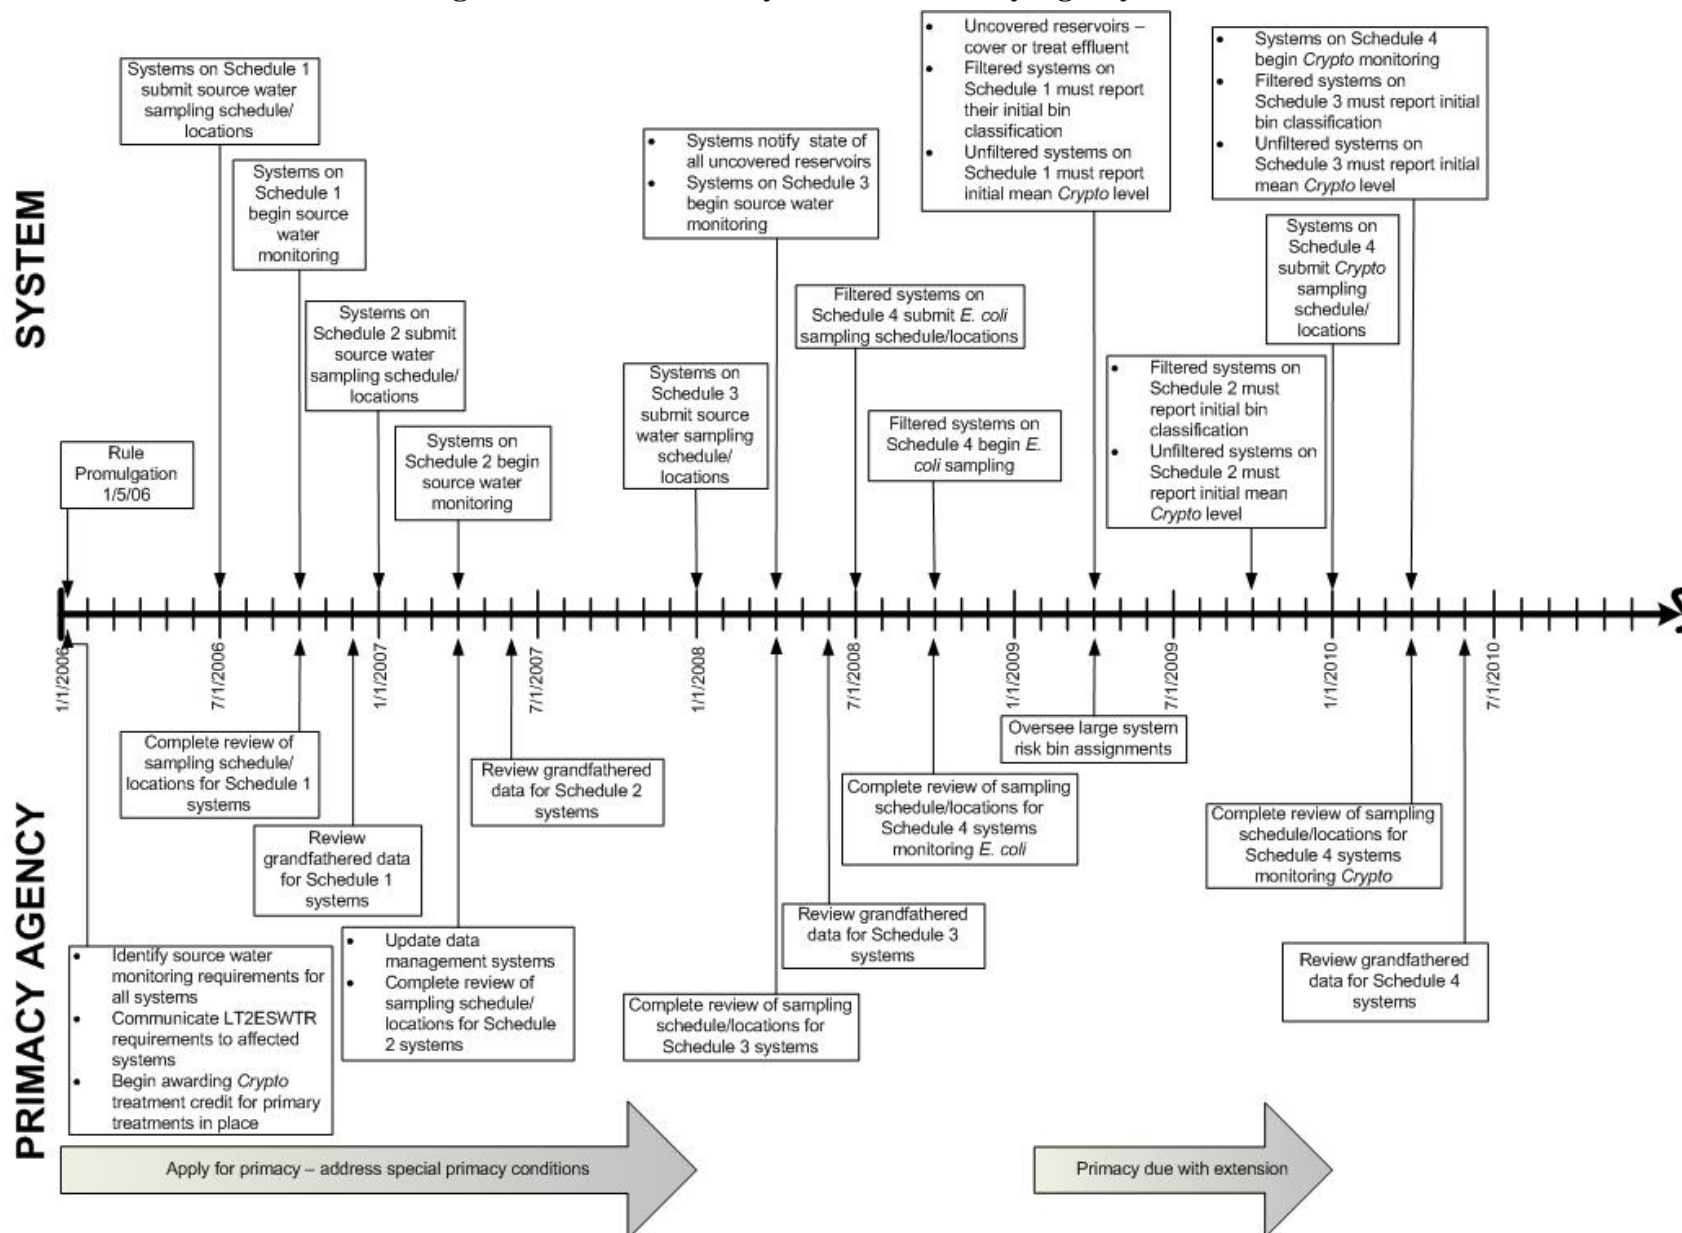 Systems on Schedule 1
submit source water
sampling schedule/
locations
Systems on
Schedule 1
begin source
water
monitoring
Systems on
Schedule 2 submit
source water
sampling schedule/
locations
Systems on
Schedule 2 begin
source water
monitoring
Rule
Promulgation
1/5/06
• Systems notify state of
all uncovered reservoirs
• Systems on Schedule 3
begin source water
monitoring
Systems on
Schedule 3
submit source
water sampling
schedule/
locations
Filtered systems on
Schedule 4 submit E. coli
sampling schedule/locations
Filtered systems on
Schedule 4 begin E.
coli sampling
• Uncovered reservoirs –
cover or treat effluent
• Filtered systems on
Schedule 1 must report
their initial bin
classification
• Unfiltered systems on
Schedule 1 must report
initial mean Crypto level
• Filtered systems on
Schedule 2 must
report initial bin
classification
• Unfiltered systems on
Schedule 2 must
report initial mean
Crypto level
• Systems on Schedule 4
begin Crypto monitoring
• Filtered systems on
Schedule 3 must report initial
bin classification
• Unfiltered systems on
Schedule 3 must report initial
mean Crypto level
Systems on
Schedule 4
submit Crypto
sampling
schedule/
locations
SYSTEM
1/1/2006
7/1/2006
1/1/2007
7/1/2007
1/1/2008
7/1/2008
1/1/2009
7/1/2009
1/1/2010
7/1/2010
PRIMACY AGENCY
Complete review of
sampling schedule/
locations for Schedule 1
systems
Review
grandfathered data
for Schedule 1
systems
• Identify source water
monitoring requirements for
all systems
• Communicate LT2ESWTR
requirements to affected
systems
• Begin awarding Crypto
treatment credit for primary
treatments in place
• Update data
management systems
• Complete review of
sampling schedule/
locations for Schedule
2 systems
Review grandfathered
data for Schedule 2
systems
Complete review of sampling
schedule/locations for
Schedule 3 systems
Review grandfathered
data for Schedule 3
systems
Complete review of sampling
schedule/locations for
Schedule 4 systems
monitoring E. coli
Oversee large system
risk bin assignments
Complete review of sampling
schedule/locations for
Schedule 4 systems
monitoring Crypto
Review grandfathered
data for Schedule 4
systems
Apply for primacy – address special primacy conditions
Primacy due with extension